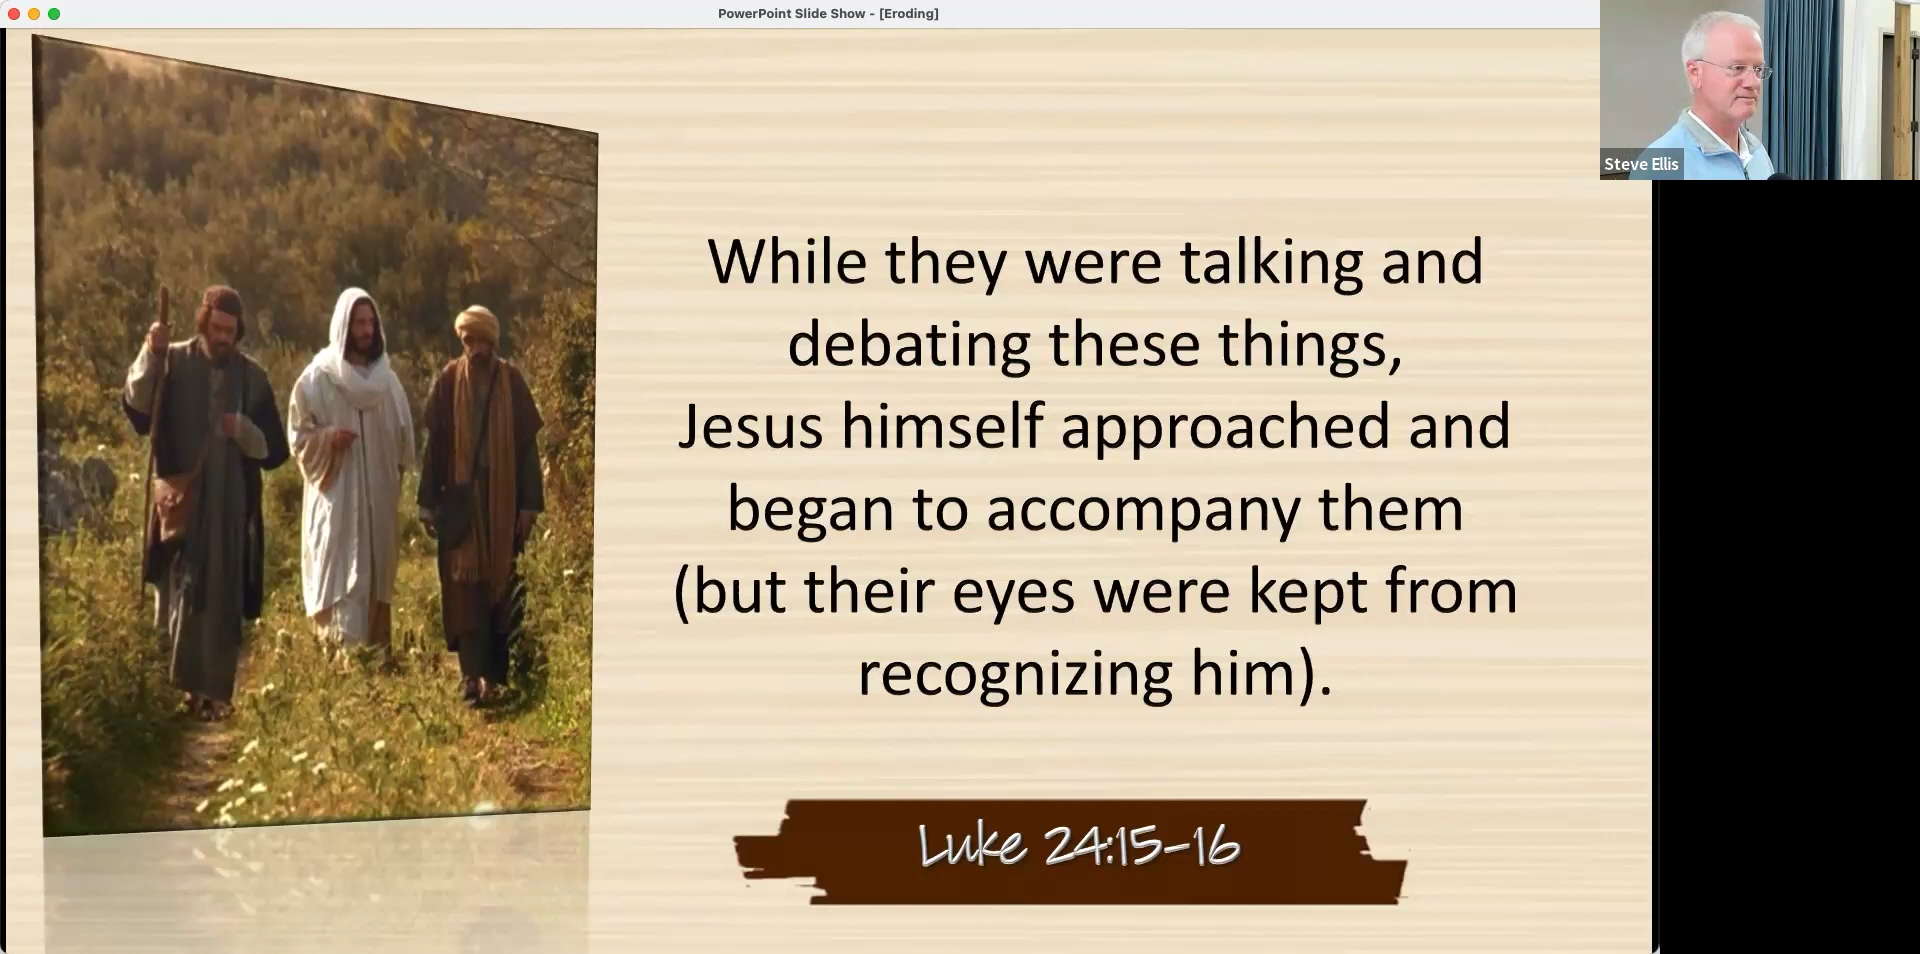 PowerPoint Slide Show - [Eroding]
Steve Ellis
While they were talking and
debating these things,
Jesus himself approached and
began to accompany them
(but their eyes were kept from
recognizing him).
Luke 24:15-16